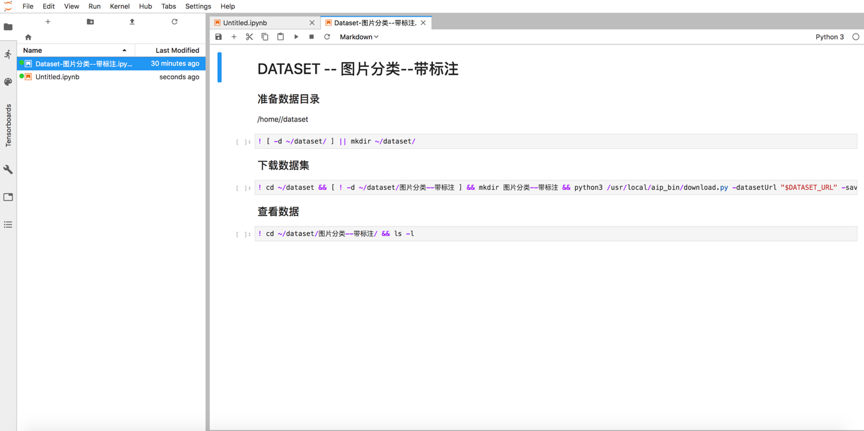 File Edit View Run Kernel Hub Tabs Tabs Settings Help
Untitled.ipynb
Dataset-图片分类--带标注.
Markdown
Python 3
Name
Last Modified
Dataset-图片分类--带标注.ipy...
30 minutes ago
Untitled.ipynb
seconds ago
Tensorboards
DATASET -- 图片分类--带标注
准备数据目录
/home//dataset
[ ]: ! [ -d ~/dataset/ ] || mkdir ~/dataset/
下载数据集
[ ]: ! cd ~/dataset && [ ! -d ~/dataset/图片分类--带标注 ] && mkdir 图片分类--带标注 && python3 /usr/local/aip_bin/download.py -datasetUrl "$DATASET_URL" -sav
查看数据
[ ]: ! cd ~/dataset/图片分类--带标注/ && ls -l